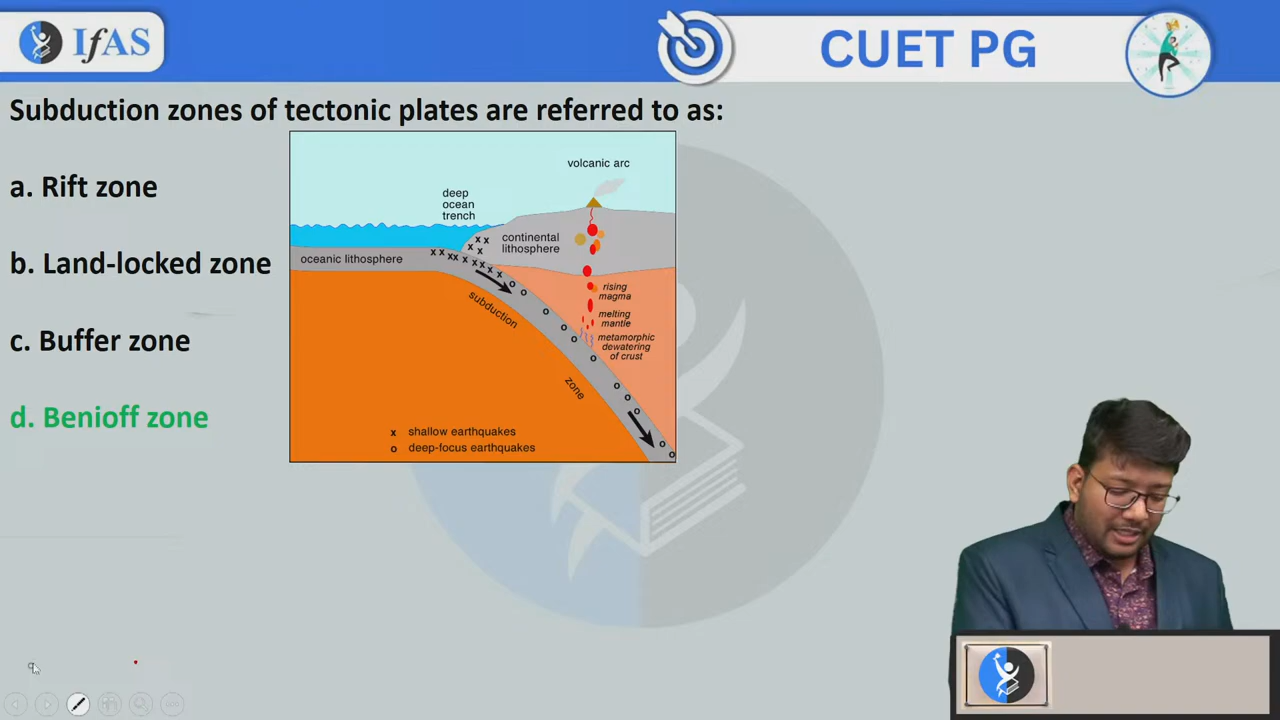 IfAS
CUET PG
Subduction zones of tectonic plates are referred to as:
a. Rift zone
b. Land-locked zone
c. Buffer zone
d. Benioff zone
volcanic arc
deep
ocean
trench
continental
lithosphere
oceanic lithosphere
rising
magma
subduction
melting
mantle
metamorphic
dewatering
of crust
zone
x shallow earthquakes
o deep-focus earthquakes